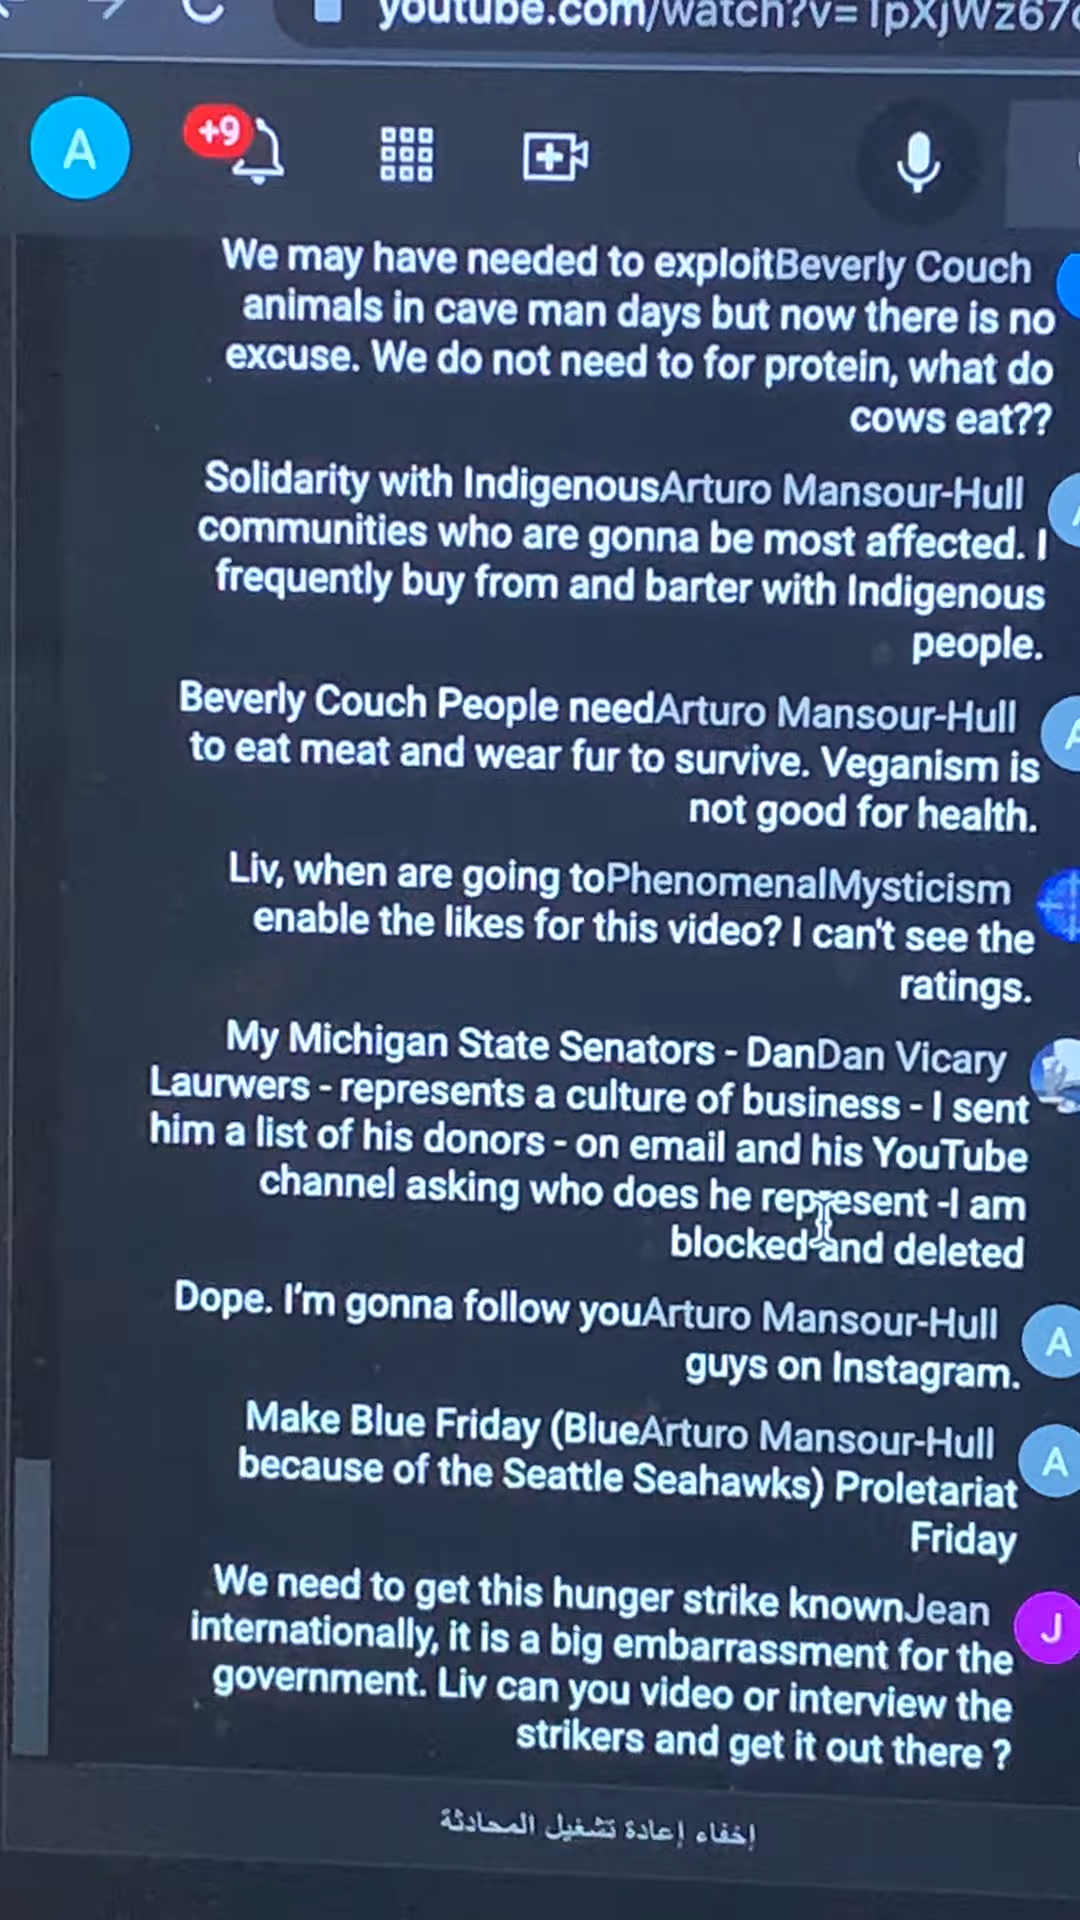 youtube.com/watch?v=1pXjWz67
A
+9
We may have needed to exploitBeverly Couch
animals in cave man days but now there is no
excuse. We do not need to for protein, what do
cows eat??
Solidarity with IndigenousArturo Mansour-Hull
communities who are gonna be most affected. I
frequently buy from and barter with Indigenous
people.
Beverly Couch People needArturo Mansour-Hull
to eat meat and wear fur to survive. Veganism is
not good for health.
Liv, when are going toPhenomenalMysticism
enable the likes for this video? I can't see the
ratings.
My Michigan State Senators - DanDan Vicary
Laurwers - represents a culture of business - I sent
him a list of his donors - on email and his YouTube
channel asking who does he represent -I am
blocked and deleted
Dope. I'm gonna follow youArturo Mansour-Hull
A
guys on Instagram.
Make Blue Friday (BlueArturo Mansour-Hull
A
because of the Seattle Seahawks) Proletariat
Friday
We need to get this hunger strike knownJean
J
internationally, it is a big embarrassment for the
government. Liv can you video or interview the
strikers and get it out there ?
إخفاء إعادة تشغيل المحادثة